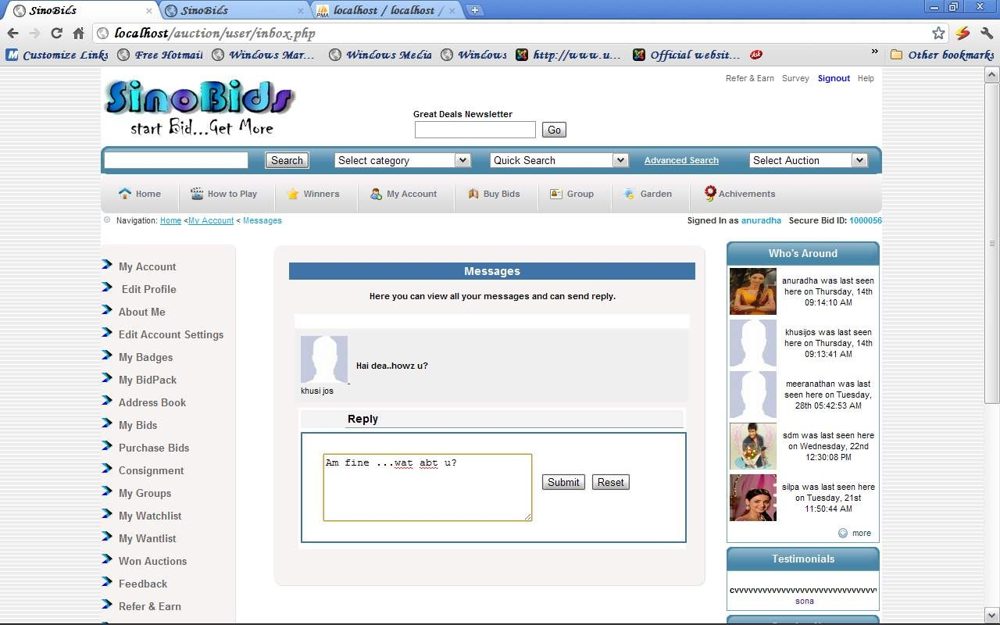 SinoBids
SinoBids
localhost / localhost /
PMA
localhost/auction/user/inbox.php
Customize Links
Free Hotmail
Windows Mar...
Windows Media
Windows
http://www.u...
Official websit...
Ask
»
Other bookmarks
SinoBids
start Bid...Get More
Refer & Earn Survey Signout Help
Great Deals Newsletter
Go
Search
Select category
Quick Search
Advanced Search
Select Auction
Home
How to Play
Winners
My Account
Buy Bids
Group
Garden
Achivements
Navigation: Home <My Account < Messages
Signed In as anuradha Secure Bid ID: 1000056
My Account
Edit Profile
About Me
Edit Account Settings
My Badges
My BidPack
Address Book
My Bids
Purchase Bids
Consignment
My Groups
My Watchlist
My Wantlist
Won Auctions
Feedback
Refer & Earn
Messages
Here you can view all your messages and can send reply.
Hai dea..howz u?
khusi jos
Reply
Am fine ...wat abt u?
Submit
Reset
Who's Around
anuradha was last seen
here on Thursday, 14th
09:14:10 AM
khusijos was last seen
here on Thursday, 14th
09:13:41 AM
meeranathan was last
seen here on Tuesday,
28th 05:42:53 AM
sdm was last seen here
on Wednesday, 22nd
12:30:08 PM
silpa was last seen here
on Tuesday, 21st
11:50:44 AM
more
Testimonials
cvvvvvvvvvvvvvvvvvvvvvvvvvvvvvvv
sona